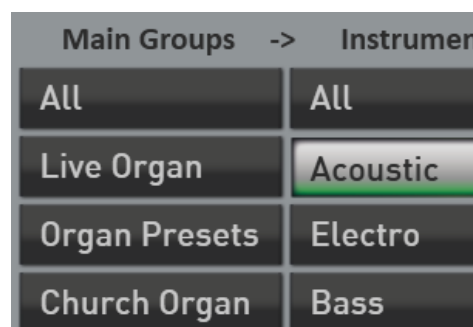 Main Groups -> Instrumen
All All
Live Organ Acoustic
Organ Presets Electro
Church Organ Bass